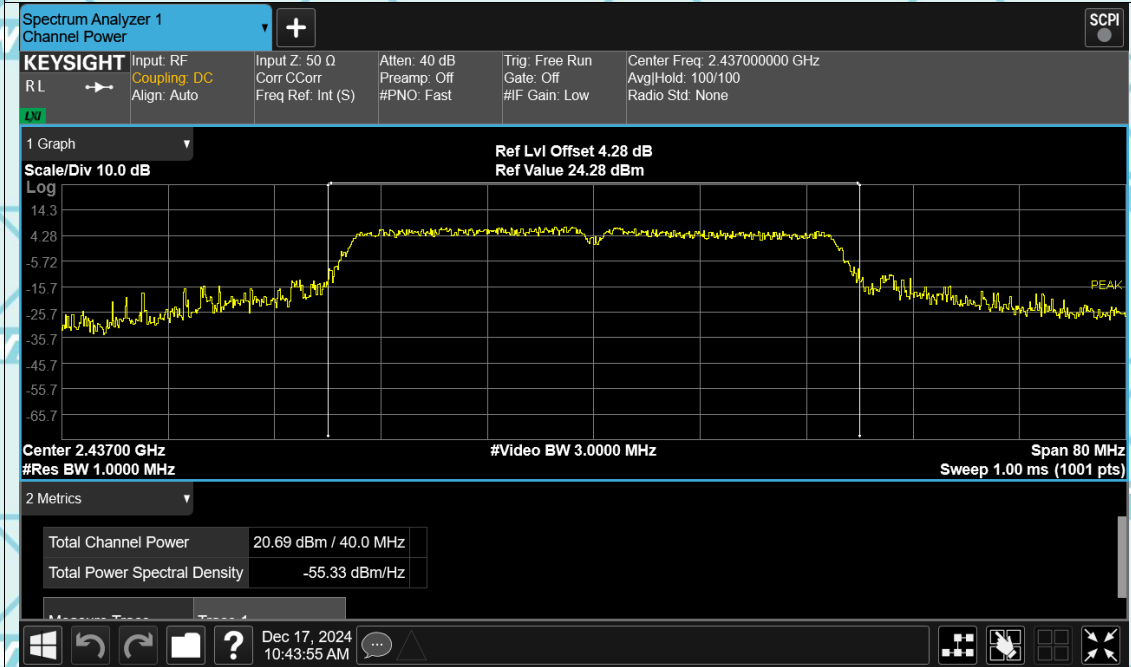 Spectrum Analyzer 1
Channel Power
SCPI
KEYSIGHT
R L
LXI
Input: RF
Coupling: DC
Align: Auto
Input Z: 50 Ω
Corr CCorr
Freq Ref: Int (S)
Atten: 40 dB
Preamp: Off
#PNO: Fast
Trig: Free Run
Gate: Off
#IF Gain: Low
Center Freq: 2.437000000 GHz
Avg|Hold: 100/100
Radio Std: None
1 Graph
Scale/Div 10.0 dB
Ref Lvl Offset 4.28 dB
Ref Value 24.28 dBm
Log
14.3
4.28
-5.72
-15.7
-25.7
-35.7
-45.7
-55.7
-65.7
PEAK
Center 2.43700 GHz
#Video BW 3.0000 MHz
Span 80 MHz
#Res BW 1.0000 MHz
Sweep 1.00 ms (1001 pts)
2 Metrics
Total Channel Power 20.69 dBm / 40.0 MHz
Total Power Spectral Density -55.33 dBm/Hz
Dec 17, 2024
10:43:55 AM